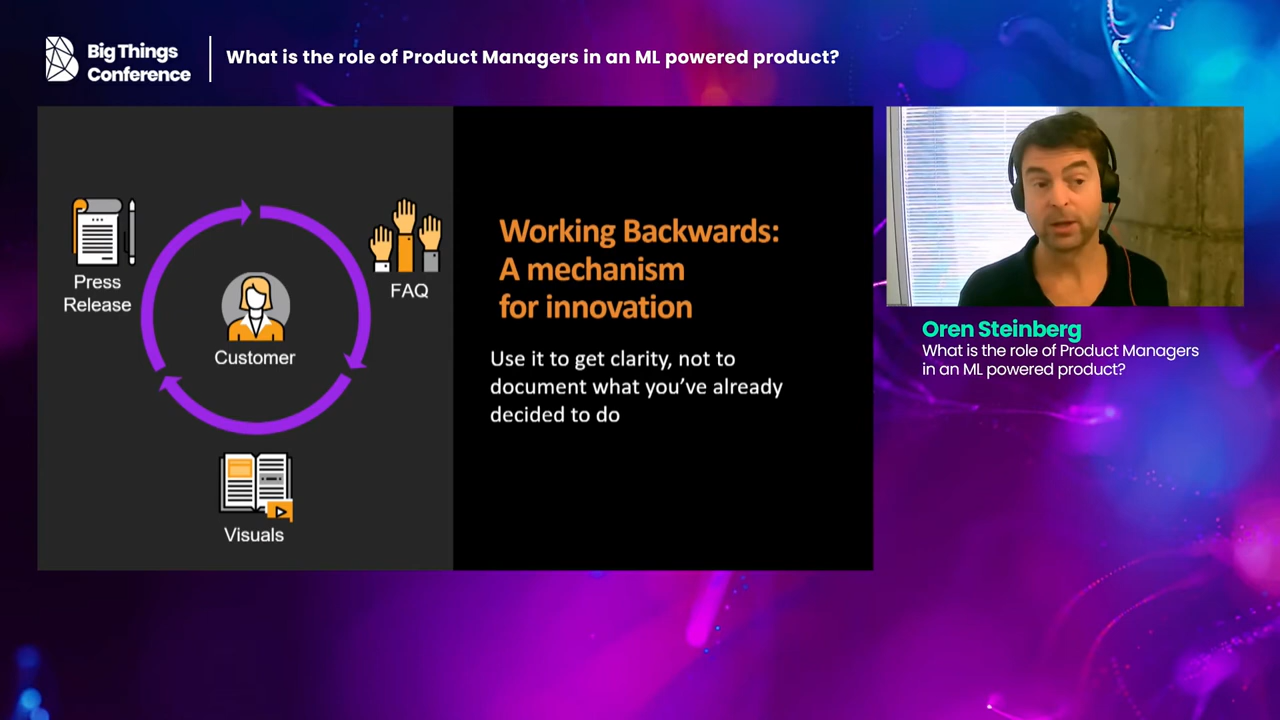 Big Things
Conference
What is the role of Product Managers in an ML powered product?
Press
Release
FAQ
Customer
Visuals
Working Backwards:
A mechanism
for innovation
Use it to get clarity, not to
document what you've already
decided to do
Oren Steinberg
What is the role of Product Managers
in an ML powered product?